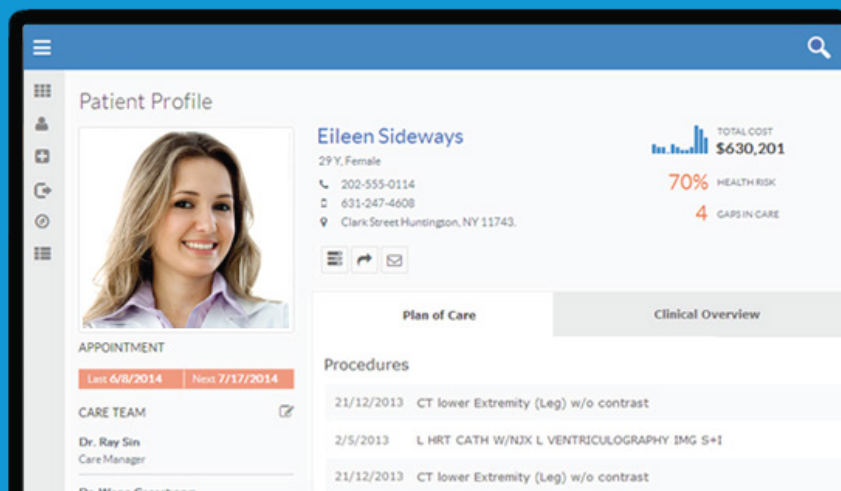 Patient Profile
Eileen Sideways
29 Y, Female
202-555-0114
631-247-4608
Clark Street Huntington, NY 11743.
TOTAL COST
$630,201
70% HEALTH RISK
4 GAPS IN CARE
APPOINTMENT
Last 6/8/2014 Next 7/17/2014
CARE TEAM
Dr. Ray Sin
Care Manager
Plan of Care
Clinical Overview
Procedures
21/12/2013 CT lower Extremity (Leg) w/o contrast
2/5/2013 L HRT CATH W/NJX L VENTRICULOGRAPHY IMG S+I
21/12/2013 CT lower Extremity (Leg) w/o contrast